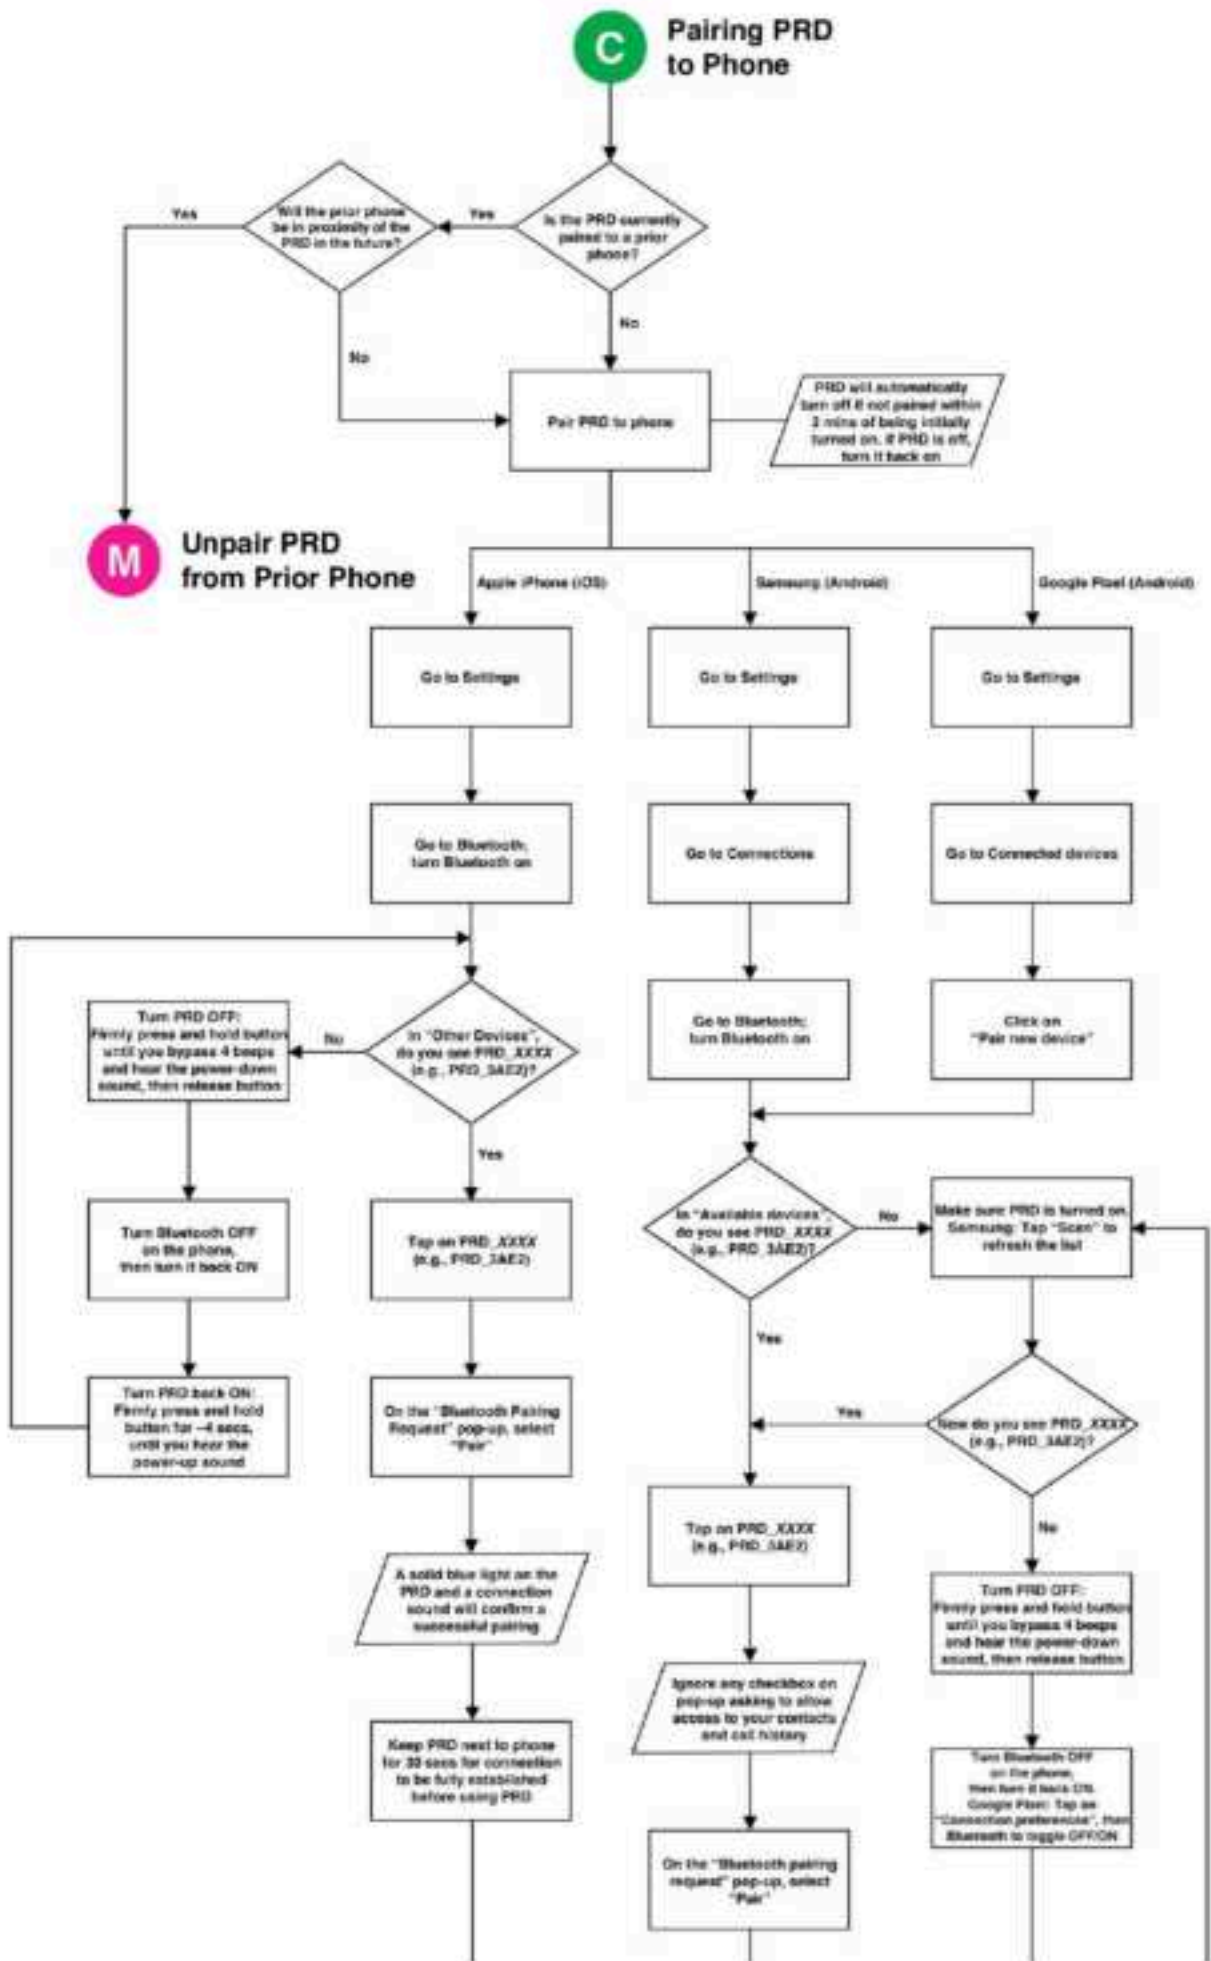 C
Pairing PRD
to Phone
Will the prior phone
be in proximity of the
PRD in the future?
Yes
Yes
Is the PRD currently
paired to a prior
phone?
No
No
Pair PRD to phone
PRD will automatically
turn off if not paired within
mins of being initially
turned on. If PRD is off,
turn it back on
M
Unpair PRD
from Prior Phone
Apple iPhone (iOS)
Samsung (Android)
Google Pixel (Android)
Go to Settings
Go to Settings
Go to Settings
Go to Bluetooth;
turn Bluetooth on
Go to Connections
Go to Connected devices
Turn PRD OFF:
Firmly press and hold button
until you bypass 4 beeps
and hear the power-down
sound, then release button
No
In "Other Devices",
do you see PRD_XXXX
(e.g., PRD_3AE2)?
Go to Bluetooth;
turn Bluetooth on
Click on
"Pair new device"
Yes
Turn Bluetooth OFF
on the phone,
then turn it back ON
Tap on PRD_XXXX
(e.g., PRD_3AE2)
In "Available devices",
do you see PRD_XXXX
(e.g., PRD_3AE2)?
No
Make sure PRD is turned on.
Samsung: Tap "Scan" to
refresh the list
Yes
Turn PRD back ON:
Firmly press and hold
button for ~4 secs,
until you hear the
power-up sound
On the "Bluetooth Pairing
Request" pop-up, select
"Pair"
Yes
Now do you see PRD_XXXX
(e.g., PRD_3AE2)?
Tap on PRD_XXXX
(e.g., PRD_3AE2)
No
A solid blue light on the
PRD and a connection
sound will confirm a
successful pairing
Turn PRD OFF:
Firmly press and hold button
until you bypass 4 beeps
and hear the power-down
sound, then release button
Ignore any checkbox on
pop-up asking to allow
access to your contacts
and call history
Keep PRD next to phone
for 30 secs for connection
to be fully established
before using PRD
Turn Bluetooth OFF
on the phone,
then turn it back ON.
Google Pixel: Tap on
"Connection preferences", then
Bluetooth to toggle OFF/ON
On the "Bluetooth pairing
request" pop-up, select
"Pair"